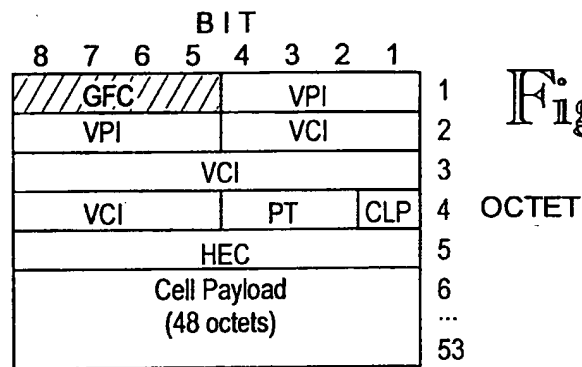 BIT
8 7 6 5 4 3 2 1
GFC VPI 1
VPI VCI 2
VCI 3
VCI PT CLP 4 OCTET
HEC 5
Cell Payload 6
(48 octets) ...
53